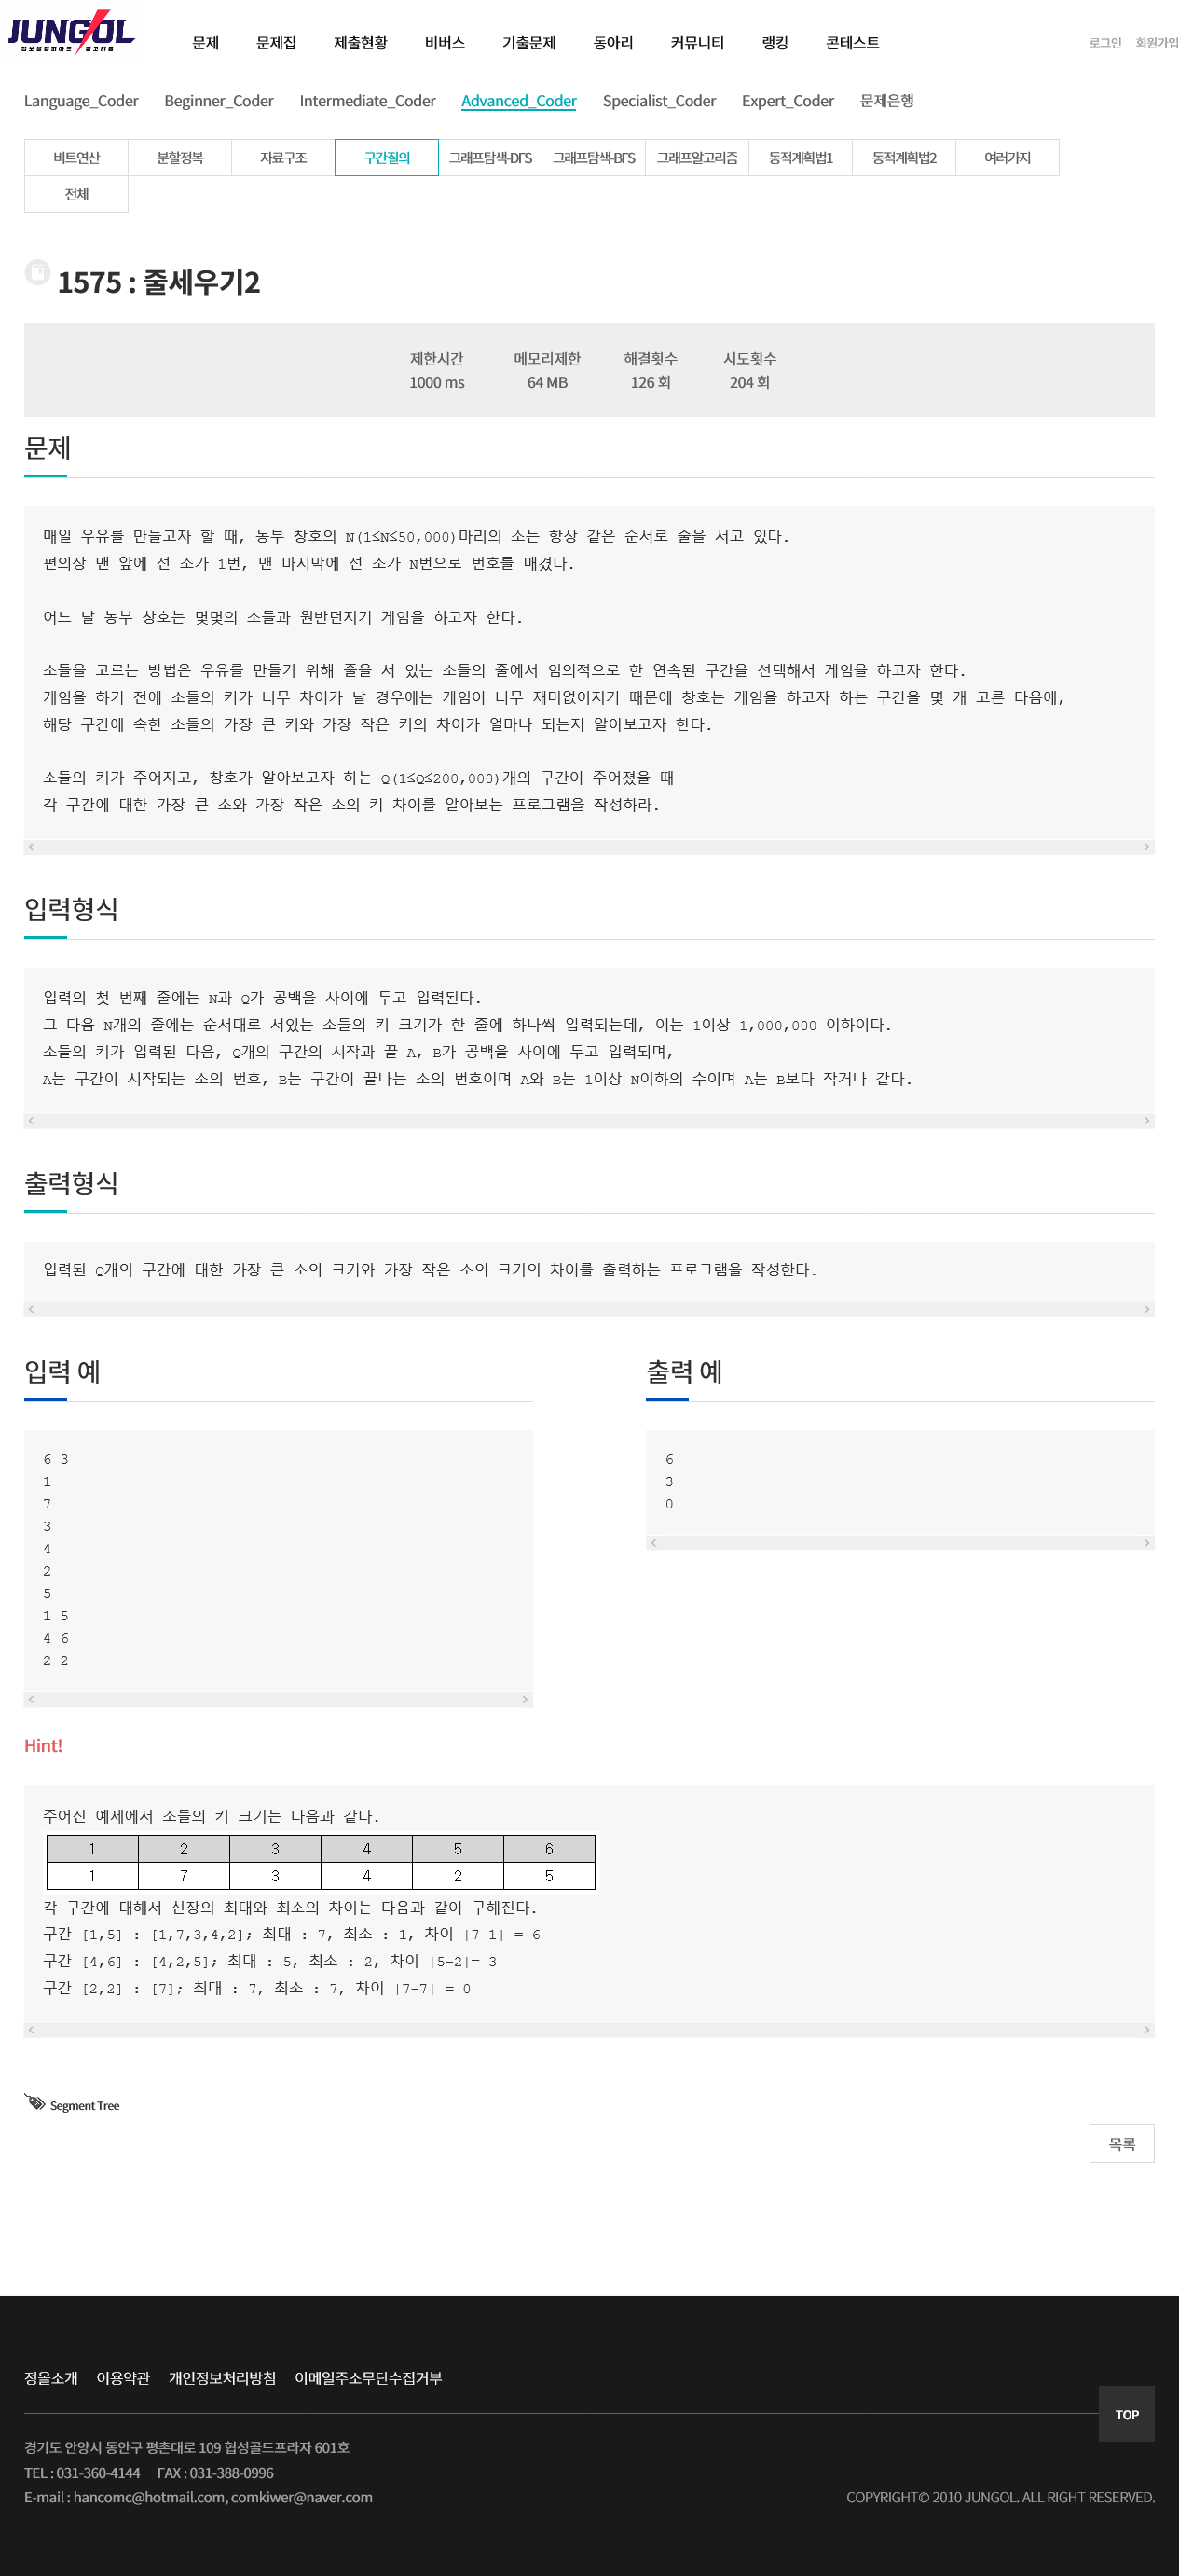 JUNGOL
정보올림피아드 알고리즘
문제 문제집 제출현황 비버스 기출문제 동아리 커뮤니티 랭킹 콘테스트 로그인 회원가입
Language_Coder Beginner_Coder Intermediate_Coder Advanced_Coder Specialist_Coder Expert_Coder 문제은행
비트연산 분할정복 자료구조 구간질의 그래프탐색-DFS 그래프탐색-BFS 그래프알고리즘 동적계획법1 동적계획법2 여러가지
전체
1575 : 줄세우기2
제한시간 메모리제한 해결횟수 시도횟수
1000 ms 64 MB 126 회 204 회
문제
매일 우유를 만들고자 할 때, 농부 창호의 N(1≤N≤50,000)마리의 소는 항상 같은 순서로 줄을 서고 있다.
편의상 맨 앞에 선 소가 1번, 맨 마지막에 선 소가 N번으로 번호를 매겼다.
어느 날 농부 창호는 몇몇의 소들과 원반던지기 게임을 하고자 한다.
소들을 고르는 방법은 우유를 만들기 위해 줄을 서 있는 소들의 줄에서 임의적으로 한 연속된 구간을 선택해서 게임을 하고자 한다.
게임을 하기 전에 소들의 키가 너무 차이가 날 경우에는 게임이 너무 재미없어지기 때문에 창호는 게임을 하고자 하는 구간을 몇 개 고른 다음에,
해당 구간에 속한 소들의 가장 큰 키와 가장 작은 키의 차이가 얼마나 되는지 알아보고자 한다.
소들의 키가 주어지고, 창호가 알아보고자 하는 Q(1≤Q≤200,000)개의 구간이 주어졌을 때
각 구간에 대한 가장 큰 소와 가장 작은 소의 키 차이를 알아보는 프로그램을 작성하라.
입력형식
입력의 첫 번째 줄에는 N과 Q가 공백을 사이에 두고 입력된다.
그 다음 N개의 줄에는 순서대로 서있는 소들의 키 크기가 한 줄에 하나씩 입력되는데, 이는 1이상 1,000,000 이하이다.
소들의 키가 입력된 다음, Q개의 구간의 시작과 끝 A, B가 공백을 사이에 두고 입력되며,
A는 구간이 시작되는 소의 번호, B는 구간이 끝나는 소의 번호이며 A와 B는 1이상 N이하의 수이며 A는 B보다 작거나 같다.
출력형식
입력된 Q개의 구간에 대한 가장 큰 소의 크기와 가장 작은 소의 크기의 차이를 출력하는 프로그램을 작성한다.
입력 예
6 3
1
7
3
4
2
5
1 5
4 6
2 2
출력 예
6
3
0
Hint!
주어진 예제에서 소들의 키 크기는 다음과 같다.
1 2 3 4 5 6
1 7 3 4 2 5
각 구간에 대해서 신장의 최대와 최소의 차이는 다음과 같이 구해진다.
구간 [1,5] : [1,7,3,4,2]; 최대 : 7, 최소 : 1, 차이 |7-1| = 6
구간 [4,6] : [4,2,5]; 최대 : 5, 최소 : 2, 차이 |5-2|= 3
구간 [2,2] : [7]; 최대 : 7, 최소 : 7, 차이 |7-7| = 0
Segment Tree
목록
정올소개 이용약관 개인정보처리방침 이메일주소무단수집거부
TOP
경기도 안양시 동안구 평촌대로 109 협성골드프라자 601호
TEL : 031-360-4144 FAX : 031-388-0996
E-mail : hancomc@hotmail.com, comkiwer@naver.com COPYRIGHT© 2010 JUNGOL. ALL RIGHT RESERVED.